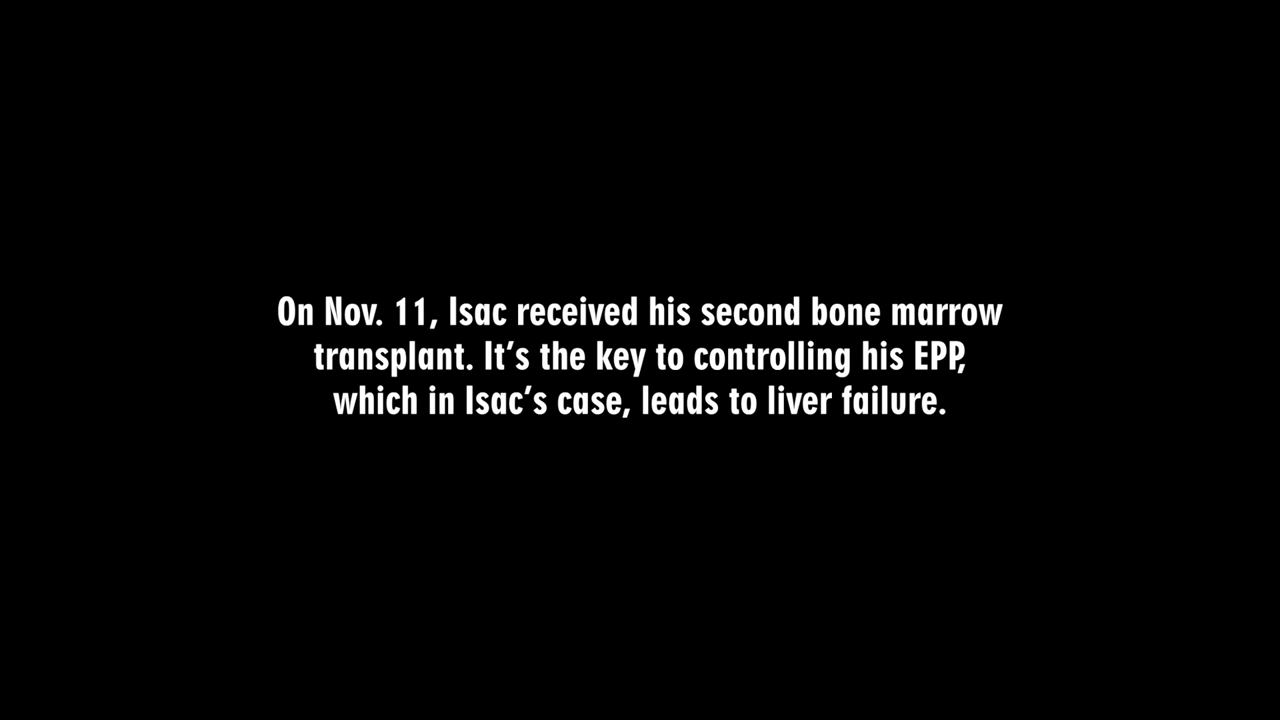 On Nov. 11, Isac received his second bone marrow
transplant. It’s the key to controlling his EPP,
which in Isac’s case, leads to liver failure.